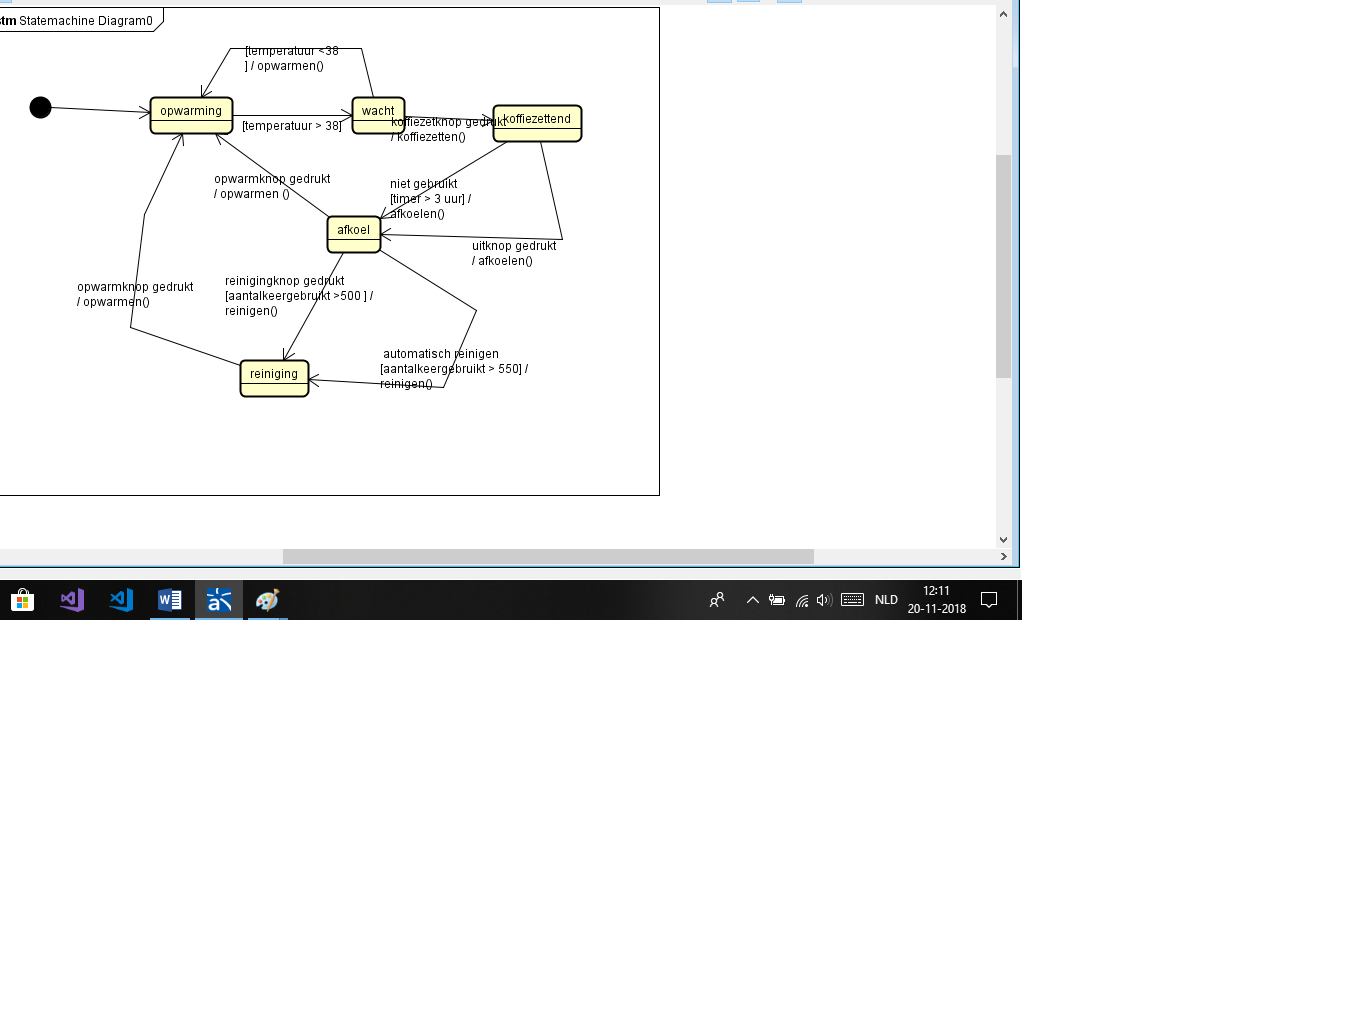 stm Statemachine Diagram0
[temperatuur <38
] / opwarmen()
opwarming
wacht
koffiezettend
[temperatuur > 38]
koffiezetknop gedrukt
/ koffiezetten()
opwarmknop gedrukt
/ opwarmen ()
niet gebruikt
[timer > 3 uur] /
afkoelen()
afkoel
uitknop gedrukt
/ afkoelen()
opwarmknop gedrukt
/ opwarmen()
reinigingknop gedrukt
[aantalkeergebruikt >500 ] /
reinigen()
automatisch reinigen
[aantalkeergebruikt > 550] /
reinigen()
reiniging
NLD
12:11
20-11-2018